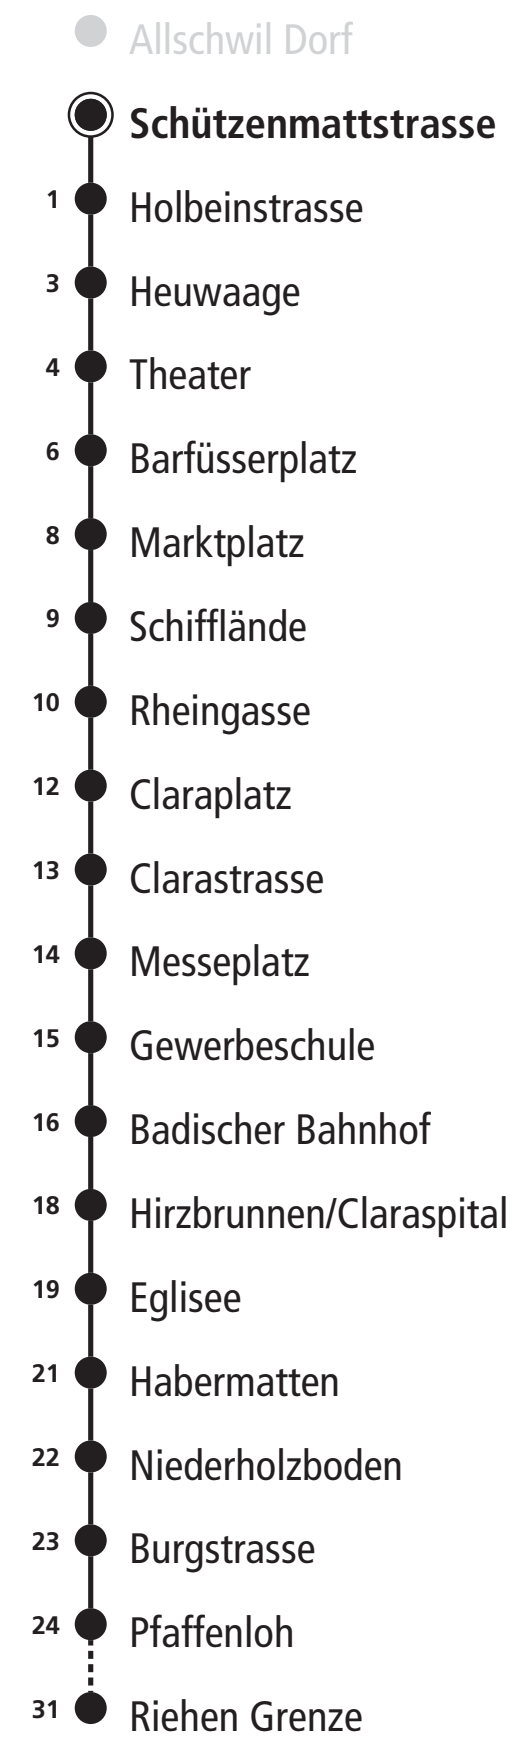 Allschwil Dorf
Schützenmattstrasse
1 Holbeinstrasse
3 Heuwaage
4 Theater
6 Barfüsserplatz
8 Marktplatz
9 Schifflände
10 Rheingasse
12 Claraplatz
13 Clarastrasse
14 Messeplatz
15 Gewerbeschule
16 Badischer Bahnhof
18 Hirzbrunnen/Claraspital
19 Eglisee
21 Habermatten
22 Niederholzboden
23 Burgstrasse
24 Pfaffenloh
31 Riehen Grenze